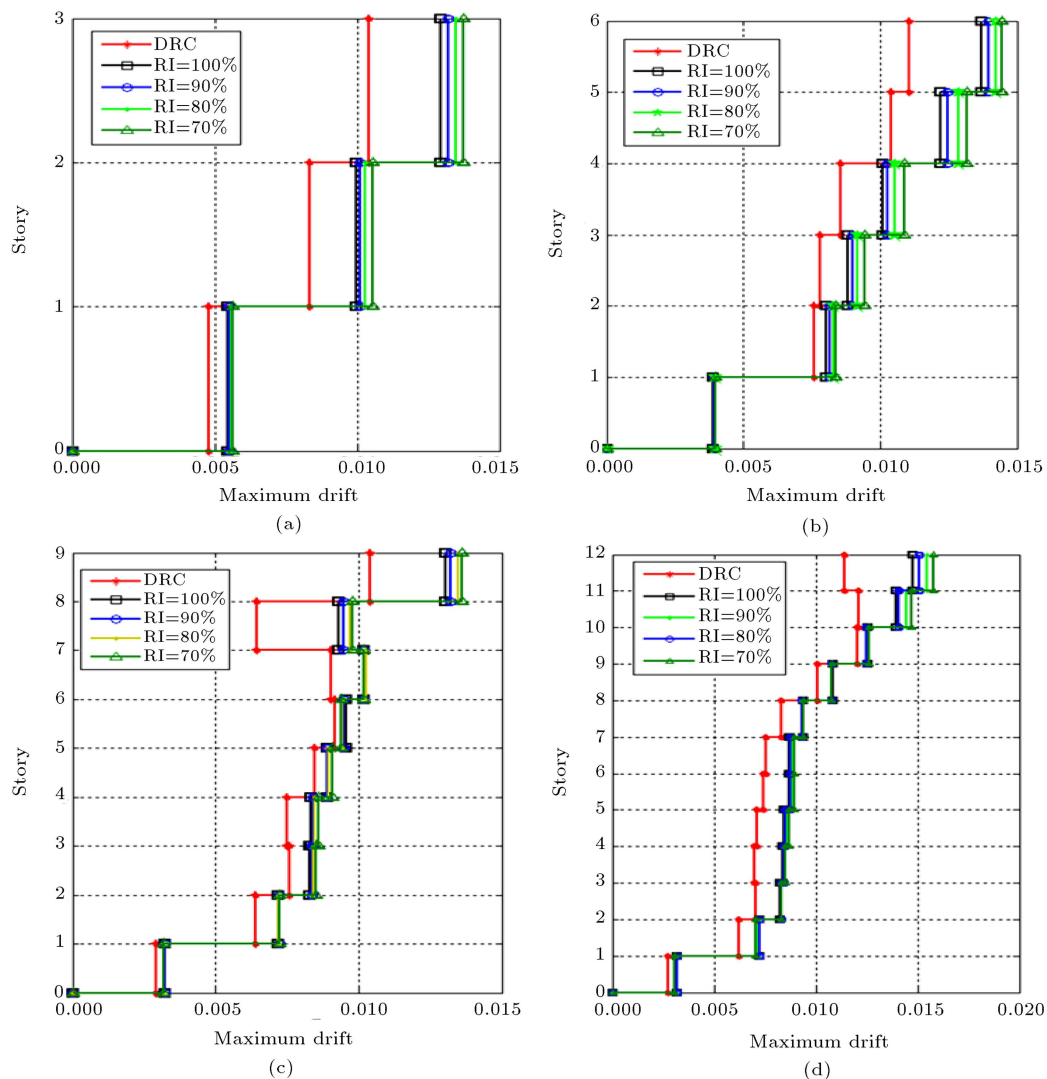 3
2
1
0
Story
DRC
RI=100%
RI=90%
RI=80%
RI=70%
0.000 0.005 0.010 0.015
Maximum drift
(a)
6
5
4
3
2
1
0
Story
DRC
RI=100%
RI=90%
RI=80%
RI=70%
0.000 0.005 0.010 0.015
Maximum drift
(b)
9
8
7
6
5
4
3
2
1
0
Story
DRC
RI=100%
RI=90%
RI=80%
RI=70%
0.000 0.005 0.010 0.015
Maximum drift
(c)
12
11
10
9
8
7
6
5
4
3
2
1
0
Story
DRC
RI=100%
RI=90%
RI=80%
RI=70%
0.000 0.005 0.010 0.015 0.020
Maximum drift
(d)